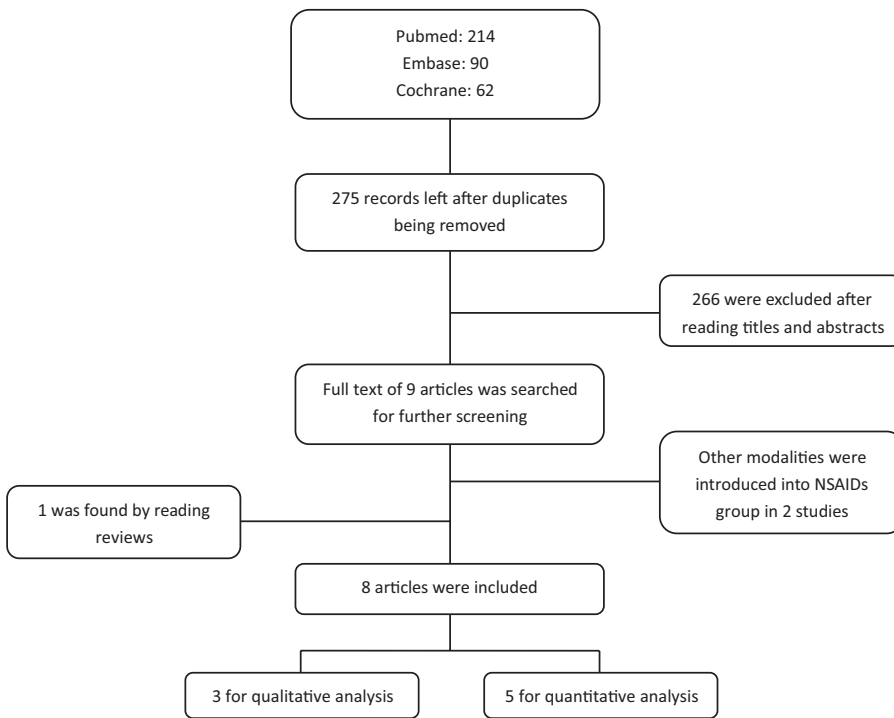 Pubmed: 214
Embase: 90
Cochrane: 62
275 records left after duplicates
being removed
266 were excluded after
reading titles and abstracts
Full text of 9 articles was searched
for further screening
Other modalities were
introduced into NSAIDs
group in 2 studies
1 was found by reading
reviews
8 articles were included
3 for qualitative analysis
5 for quantitative analysis